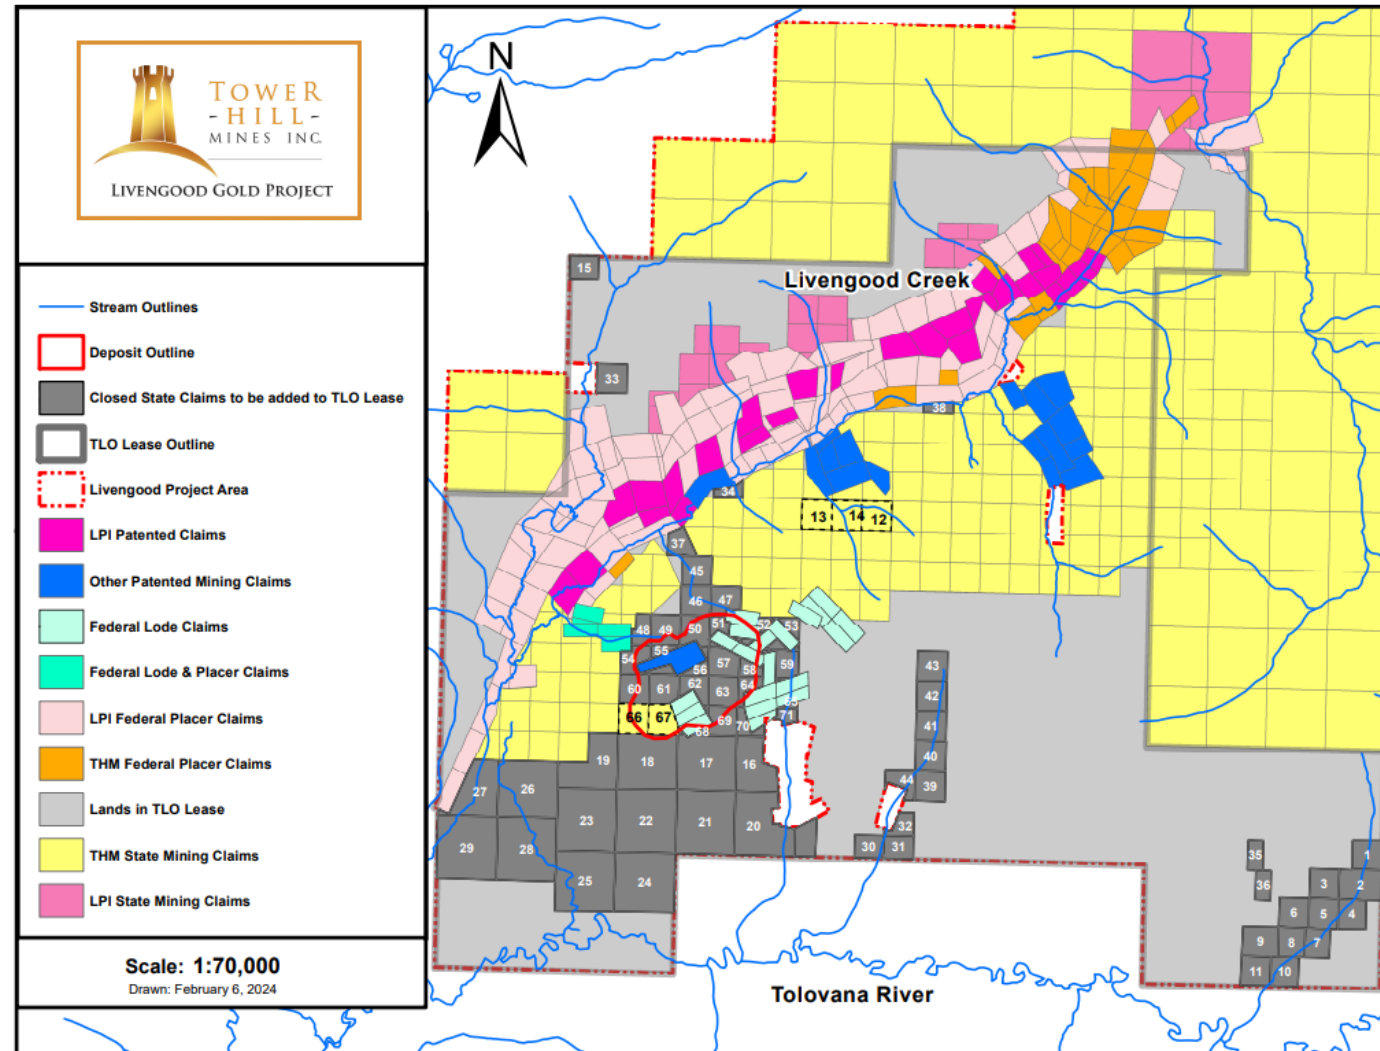 TOWER
-HILL-
MINES INC
LIVENGOOD GOLD PROJECT
Stream Outlines
Deposit Outline
Closed State Claims to be added to TLO Lease
TLO Lease Outline
Livengood Project Area
LPI Patented Claims
Other Patented Mining Claims
Federal Lode Claims
Federal Lode & Placer Claims
LPI Federal Placer Claims
THM Federal Placer Claims
Lands in TLO Lease
THM State Mining Claims
LPI State Mining Claims
Scale: 1:70,000
Drawn: February 6, 2024
N
15
Livengood Creek
33
38
34
13 14 12
37
45
46 47
48 49 50 51 52 53
54 55 56 57 58 59
60 61 62 63 64
65
66 67 68 69 70 71
43
42
41
40
44 39
32
30 31
19 18 17 16
27 26
23 22 21 20
29 28
25 24
35
36
1
3 2
6 5 4
9 8 7
11 10
Tolovana River